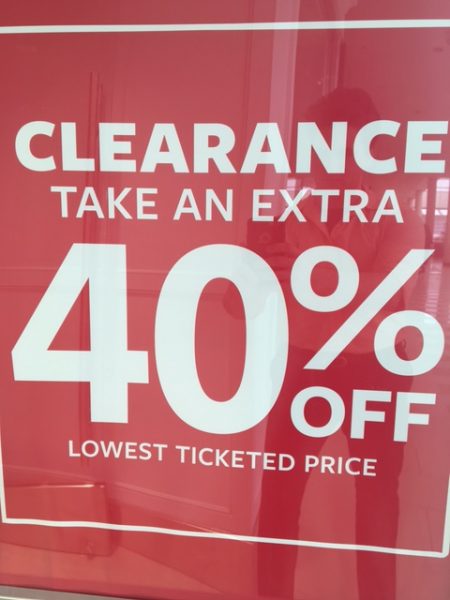 CLEARANCE
TAKE AN EXTRA
40%
OFF
LOWEST TICKETED PRICE